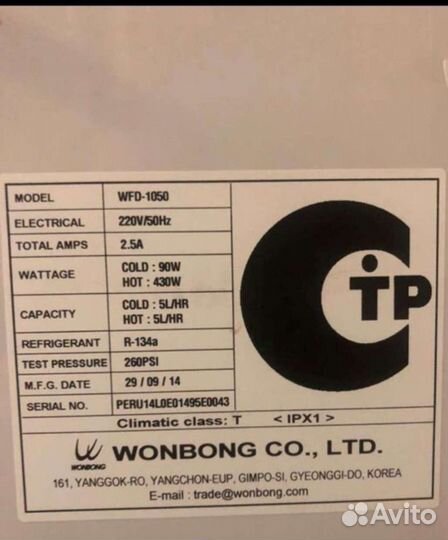 MODEL WFD-1050
ELECTRICAL 220V/50Hz
TOTAL AMPS 2.5A
WATTAGE COLD : 90W
HOT : 430W
CAPACITY COLD : 5L/HR
HOT : 5L/HR
REFRIGERANT R-134a
TEST PRESSURE 260PSI
M.F.G. DATE 29 / 09 / 14
SERIAL NO. PERU14L0E01495E0043
CTP
Climatic class: T < IPX1 >
WONBONG WONBONG CO., LTD.
161, YANGGOK-RO, YANGCHON-EUP, GIMPO-SI, GYEONGGI-DO, KOREA
E-mail : trade@wonbong.com
Avito